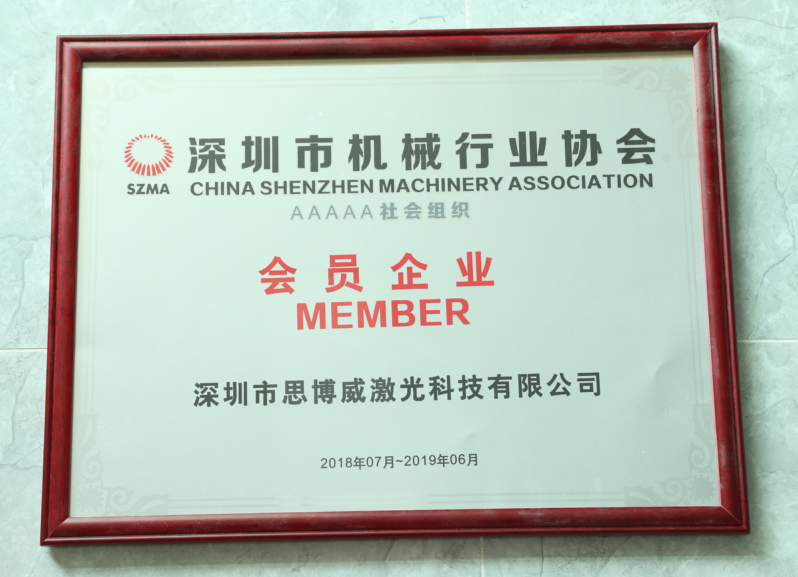 深圳市机械行业协会
SZMA CHINA SHENZHEN MACHINERY ASSOCIATION
AAAAA社会组织
会员企业
MEMBER
深圳市思博威激光科技有限公司
2018年07月~2019年06月